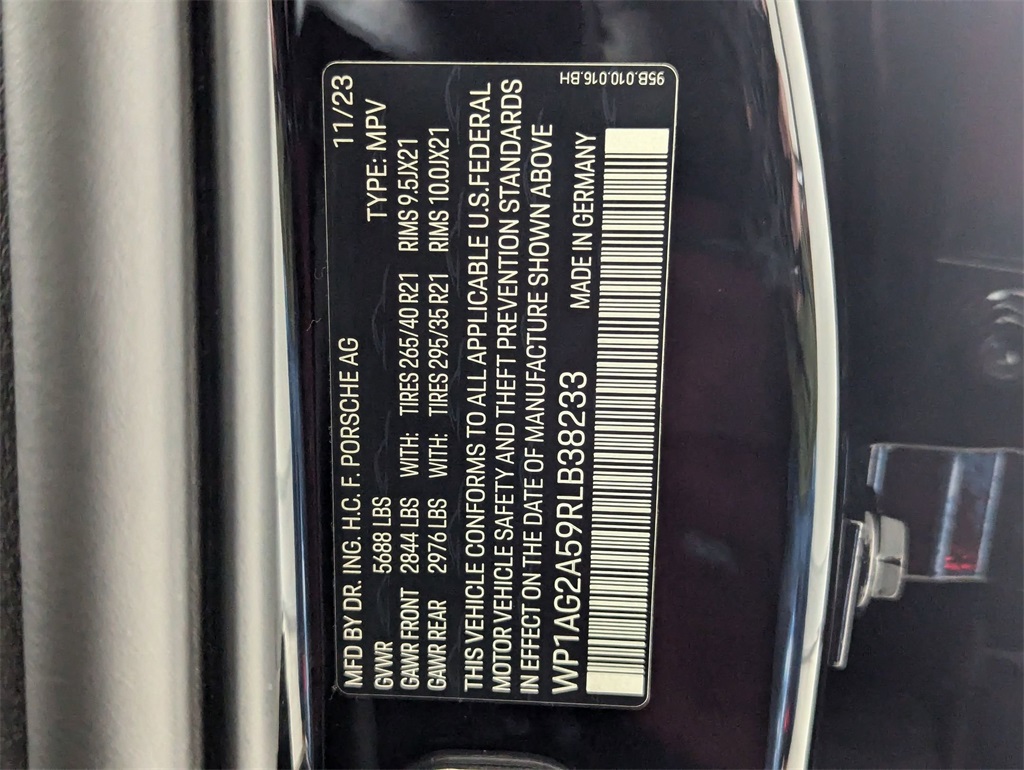 MFD BY DR. ING. H.C. F. PORSCHE AG 11/23
GVWR 5688 LBS TYPE: MPV
GAWR FRONT 2844 LBS WITH: TIRES 265/40 R21 RIMS 9.5JX21
GAWR REAR 2976 LBS WITH: TIRES 295/35 R21 RIMS 10.0JX21
THIS VEHICLE CONFORMS TO ALL APPLICABLE U.S. FEDERAL
MOTOR VEHICLE SAFETY AND THEFT PREVENTION STANDARDS
IN EFFECT ON THE DATE OF MANUFACTURE SHOWN ABOVE
WP1AG2A59RLB38233 MADE IN GERMANY
95B.010.016.BH